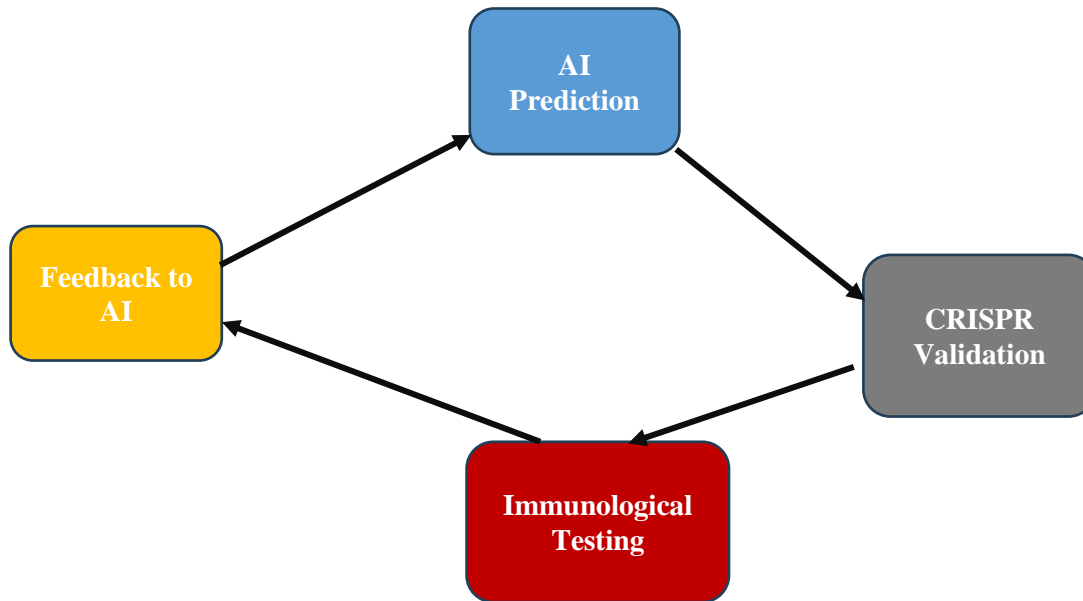 AI
Prediction
Feedback to
AI
CRISPR
Validation
Immunological
Testing